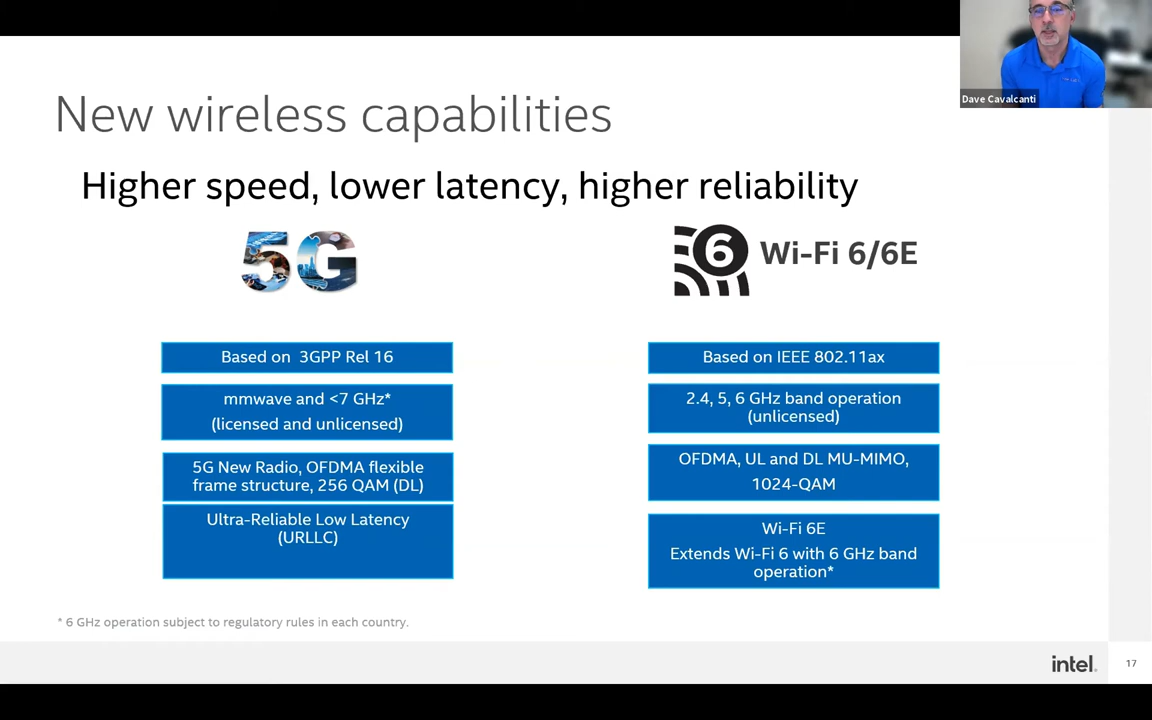 Dave Cavalcanti
New wireless capabilities
Higher speed, lower latency, higher reliability
5G
6 Wi-Fi 6/6E
Based on 3GPP Rel 16
mmwave and <7 GHz*
(licensed and unlicensed)
5G New Radio, OFDMA flexible
frame structure, 256 QAM (DL)
Ultra-Reliable Low Latency
(URLLC)
Based on IEEE 802.11ax
2.4, 5, 6 GHz band operation
(unlicensed)
OFDMA, UL and DL MU-MIMO,
1024-QAM
Wi-Fi 6E
Extends Wi-Fi 6 with 6 GHz band
operation*
* 6 GHz operation subject to regulatory rules in each country.
intel.
17